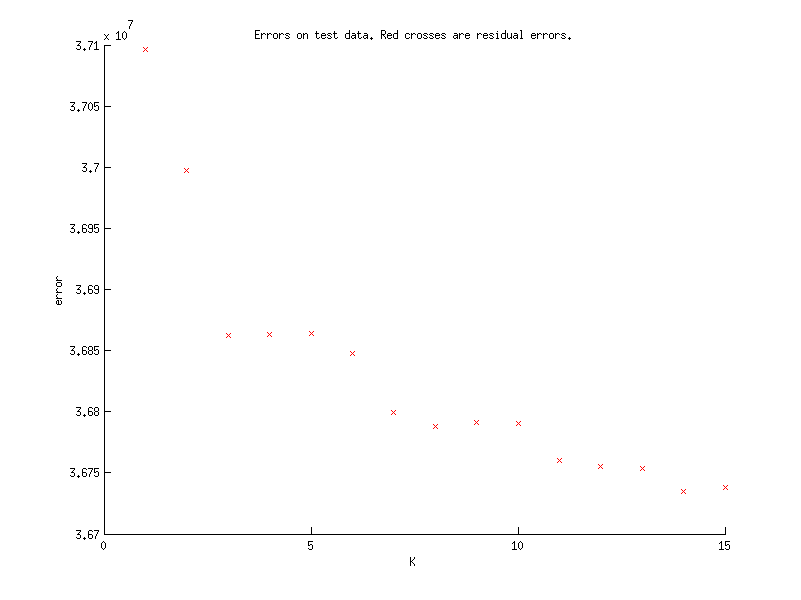 x 10^7
Errors on test data. Red crosses are residual errors.
3.71
3.705
3.7
3.695
3.69
error
3.685
3.68
3.675
3.67
0 5 10 15
K